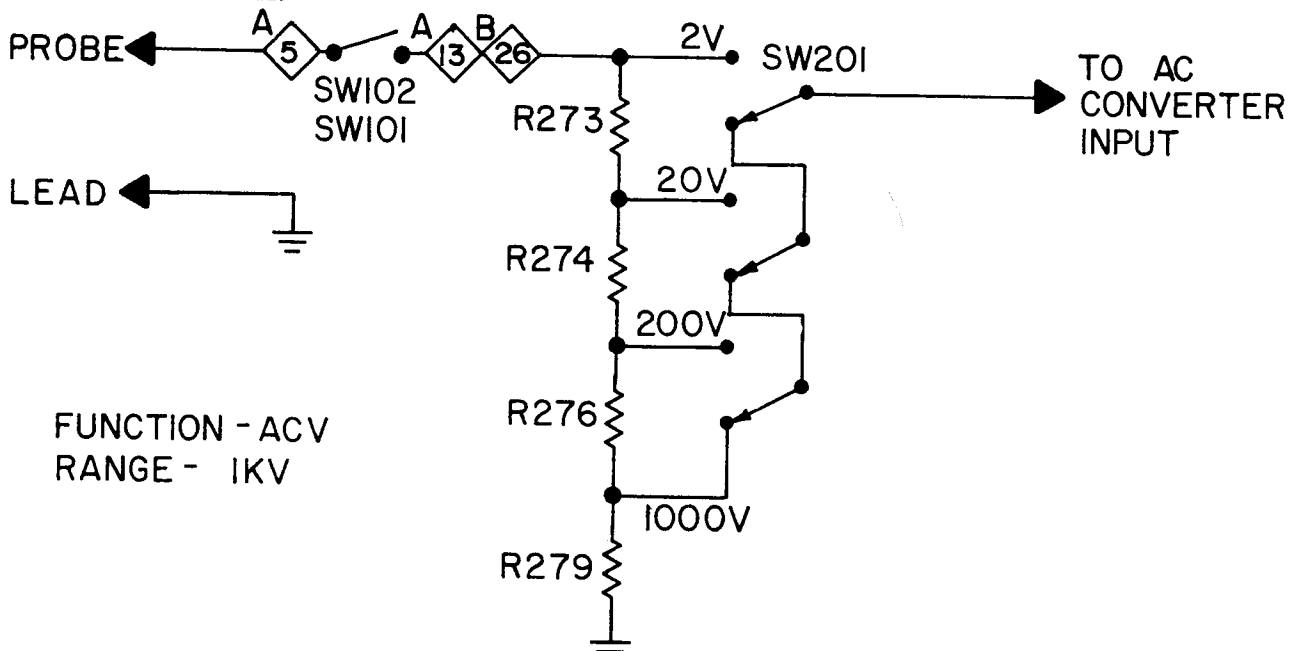 A A B
PROBE 5 13 26 2V SW201
SW102
SW101
TO AC
CONVERTER
INPUT
R273
LEAD
20V
R274
200V
FUNCTION - ACV
RANGE - 1KV
R276
1000V
R279